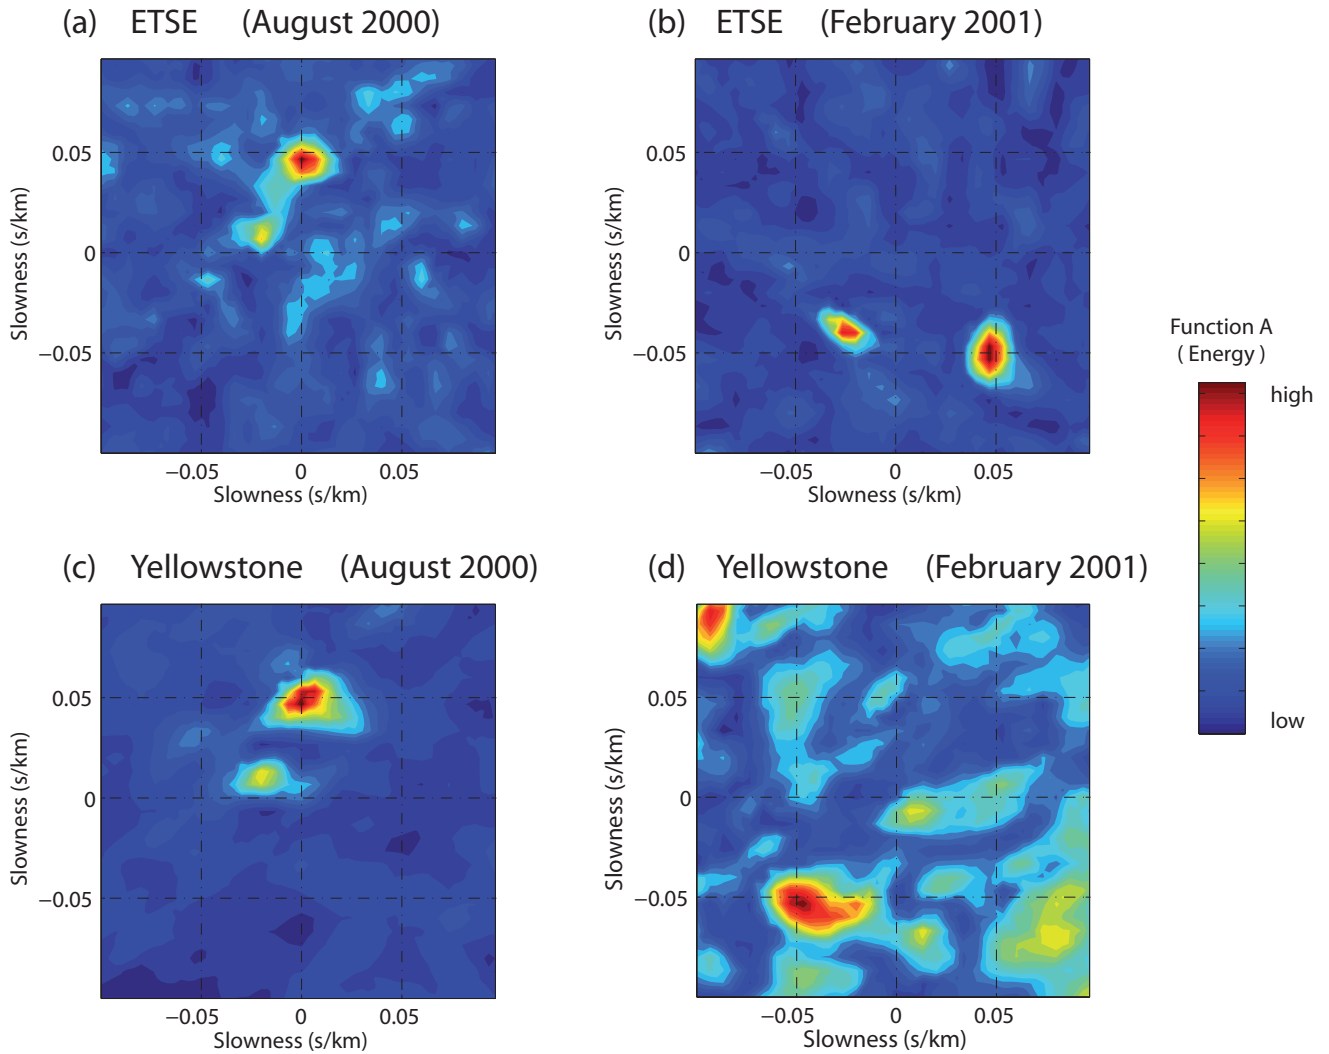 (a) ETSE (August 2000)
(b) ETSE (February 2001)
0.05
0
−0.05
Slowness (s/km)
−0.05 0 0.05
Slowness (s/km)
0.05
0
−0.05
Slowness (s/km)
−0.05 0 0.05
Slowness (s/km)
Function A
( Energy )
high
low
(c) Yellowstone (August 2000)
(d) Yellowstone (February 2001)
0.05
0
−0.05
Slowness (s/km)
−0.05 0 0.05
Slowness (s/km)
0.05
0
−0.05
Slowness (s/km)
−0.05 0 0.05
Slowness (s/km)